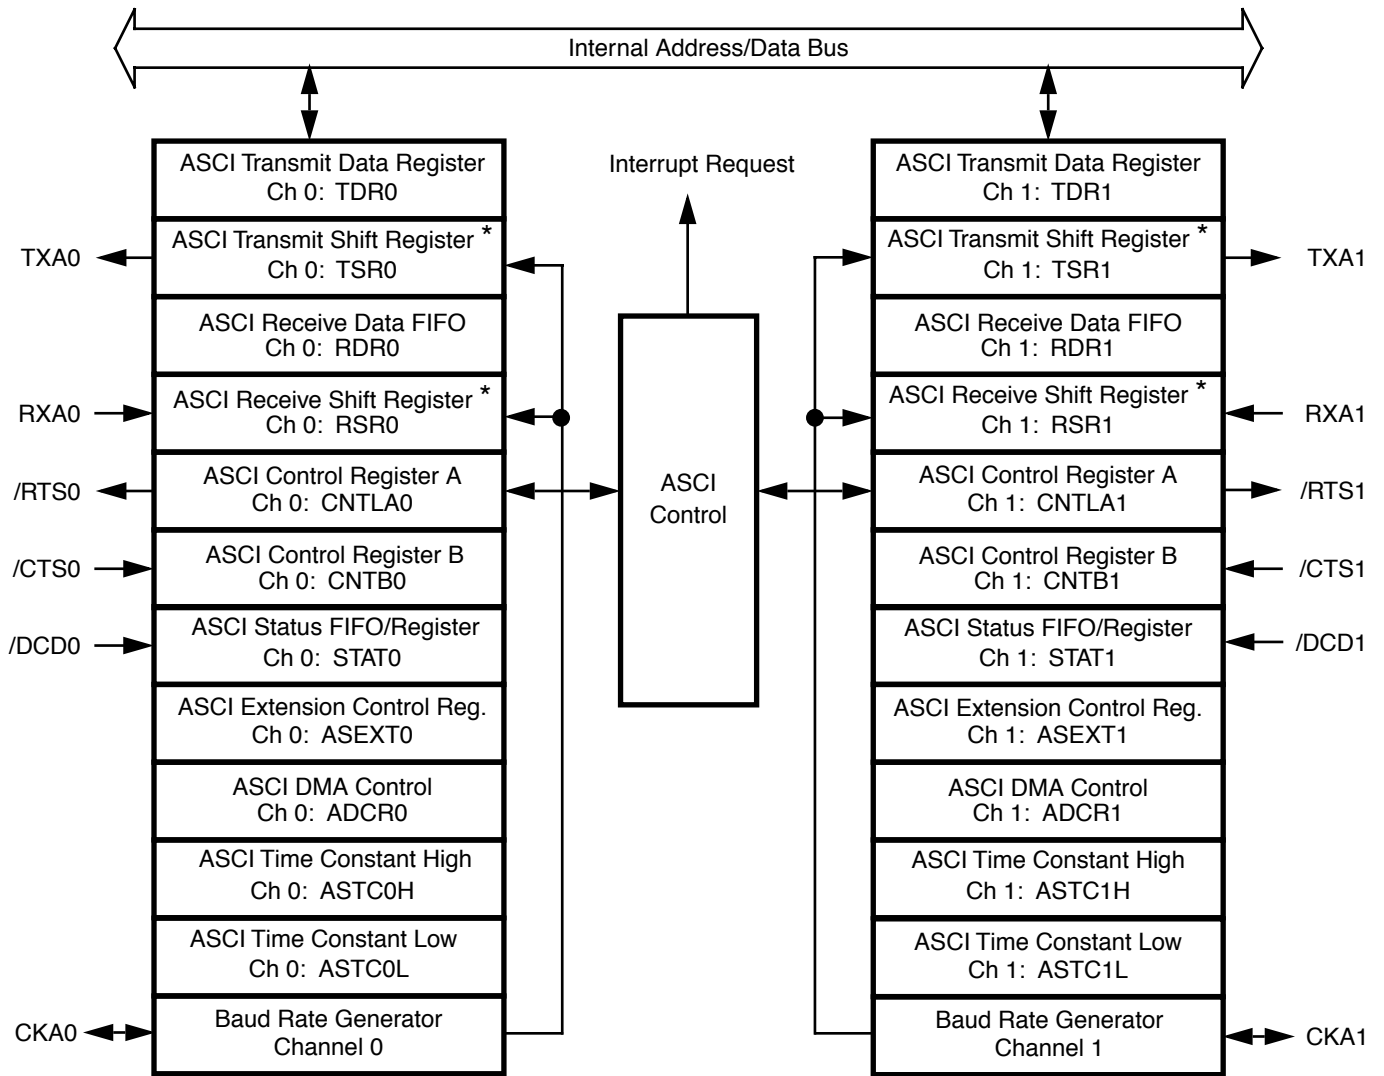 Internal Address/Data Bus
ASCI Transmit Data Register
Ch 0: TDR0
TXA0
ASCI Transmit Shift Register *
Ch 0: TSR0
ASCI Receive Data FIFO
Ch 0: RDR0
RXA0
ASCI Receive Shift Register *
Ch 0: RSR0
/RTS0
ASCI Control Register A
Ch 0: CNTLA0
/CTS0
ASCI Control Register B
Ch 0: CNTB0
/DCD0
ASCI Status FIFO/Register
Ch 0: STAT0
ASCI Extension Control Reg.
Ch 0: ASEXT0
ASCI DMA Control
Ch 0: ADCR0
ASCI Time Constant High
Ch 0: ASTC0H
ASCI Time Constant Low
Ch 0: ASTC0L
CKA0
Baud Rate Generator
Channel 0
Interrupt Request
ASCI
Control
ASCI Transmit Data Register
Ch 1: TDR1
ASCI Transmit Shift Register *
Ch 1: TSR1
TXA1
ASCI Receive Data FIFO
Ch 1: RDR1
ASCI Receive Shift Register *
Ch 1: RSR1
RXA1
ASCI Control Register A
Ch 1: CNTLA1
/RTS1
ASCI Control Register B
Ch 1: CNTB1
/CTS1
ASCI Status FIFO/Register
Ch 1: STAT1
/DCD1
ASCI Extension Control Reg.
Ch 1: ASEXT1
ASCI DMA Control
Ch 1: ADCR1
ASCI Time Constant High
Ch 1: ASTC1H
ASCI Time Constant Low
Ch 1: ASTC1L
Baud Rate Generator
Channel 1
CKA1